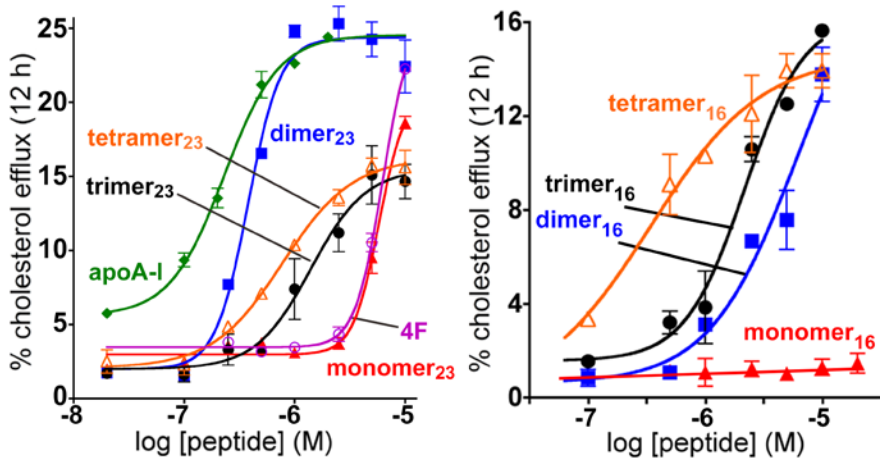 % cholesterol efflux (12 h)
25
20
15
10
5
0
-8
-7
-6
-5
log [peptide] (M)
tetramer23
dimer23
trimer23
apoA-I
4F
monomer23
% cholesterol efflux (12 h)
16
12
8
4
0
-7
-6
-5
log [peptide] (M)
tetramer16
trimer16
dimer16
monomer16